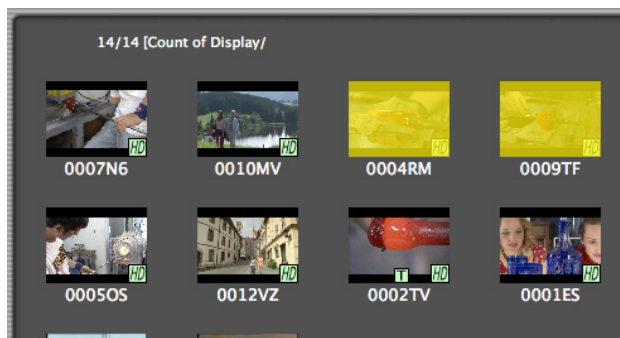 14/14 [Count of Display/
HD
HD
HD
HD
0007N6 0010MV 0004RM 0009TF
HD
HD
T HD
HD
0005OS 0012VZ 0002TV 0001ES